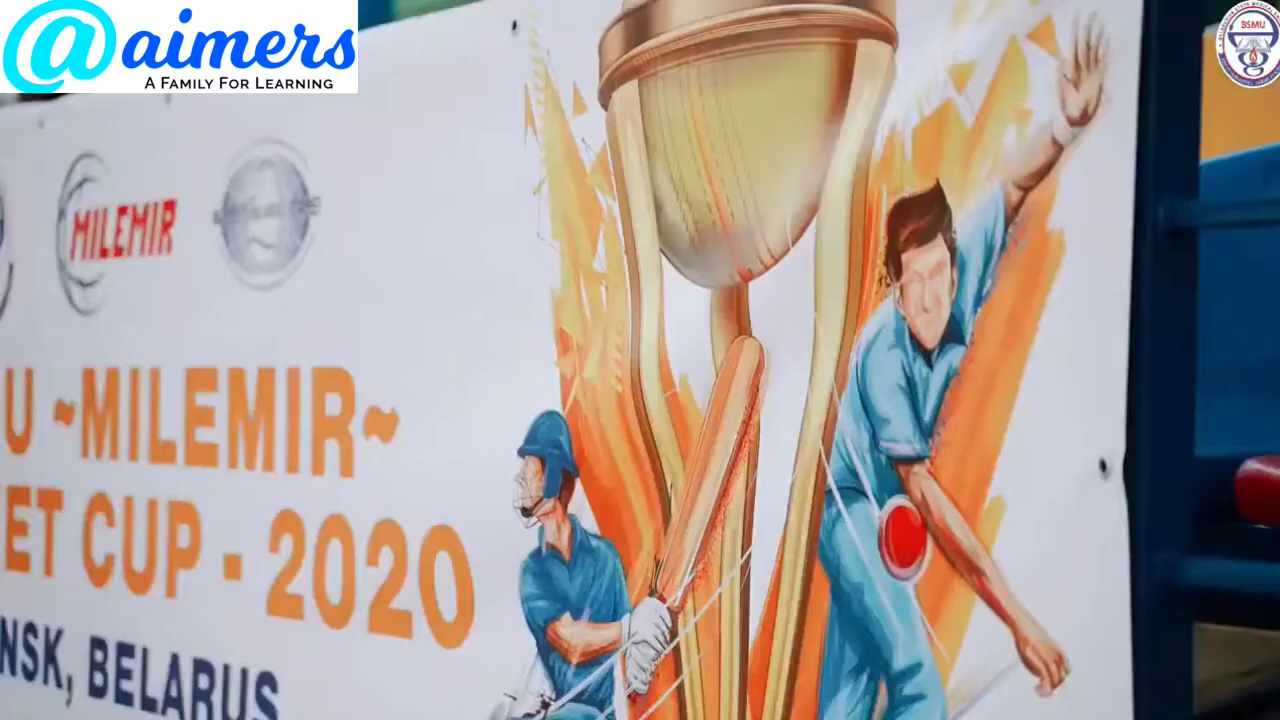 @aimers
A FAMILY FOR LEARNING
BSMU
MILEMIR
U ~MILEMIR~
ET CUP - 2020
NSK, BELARUS